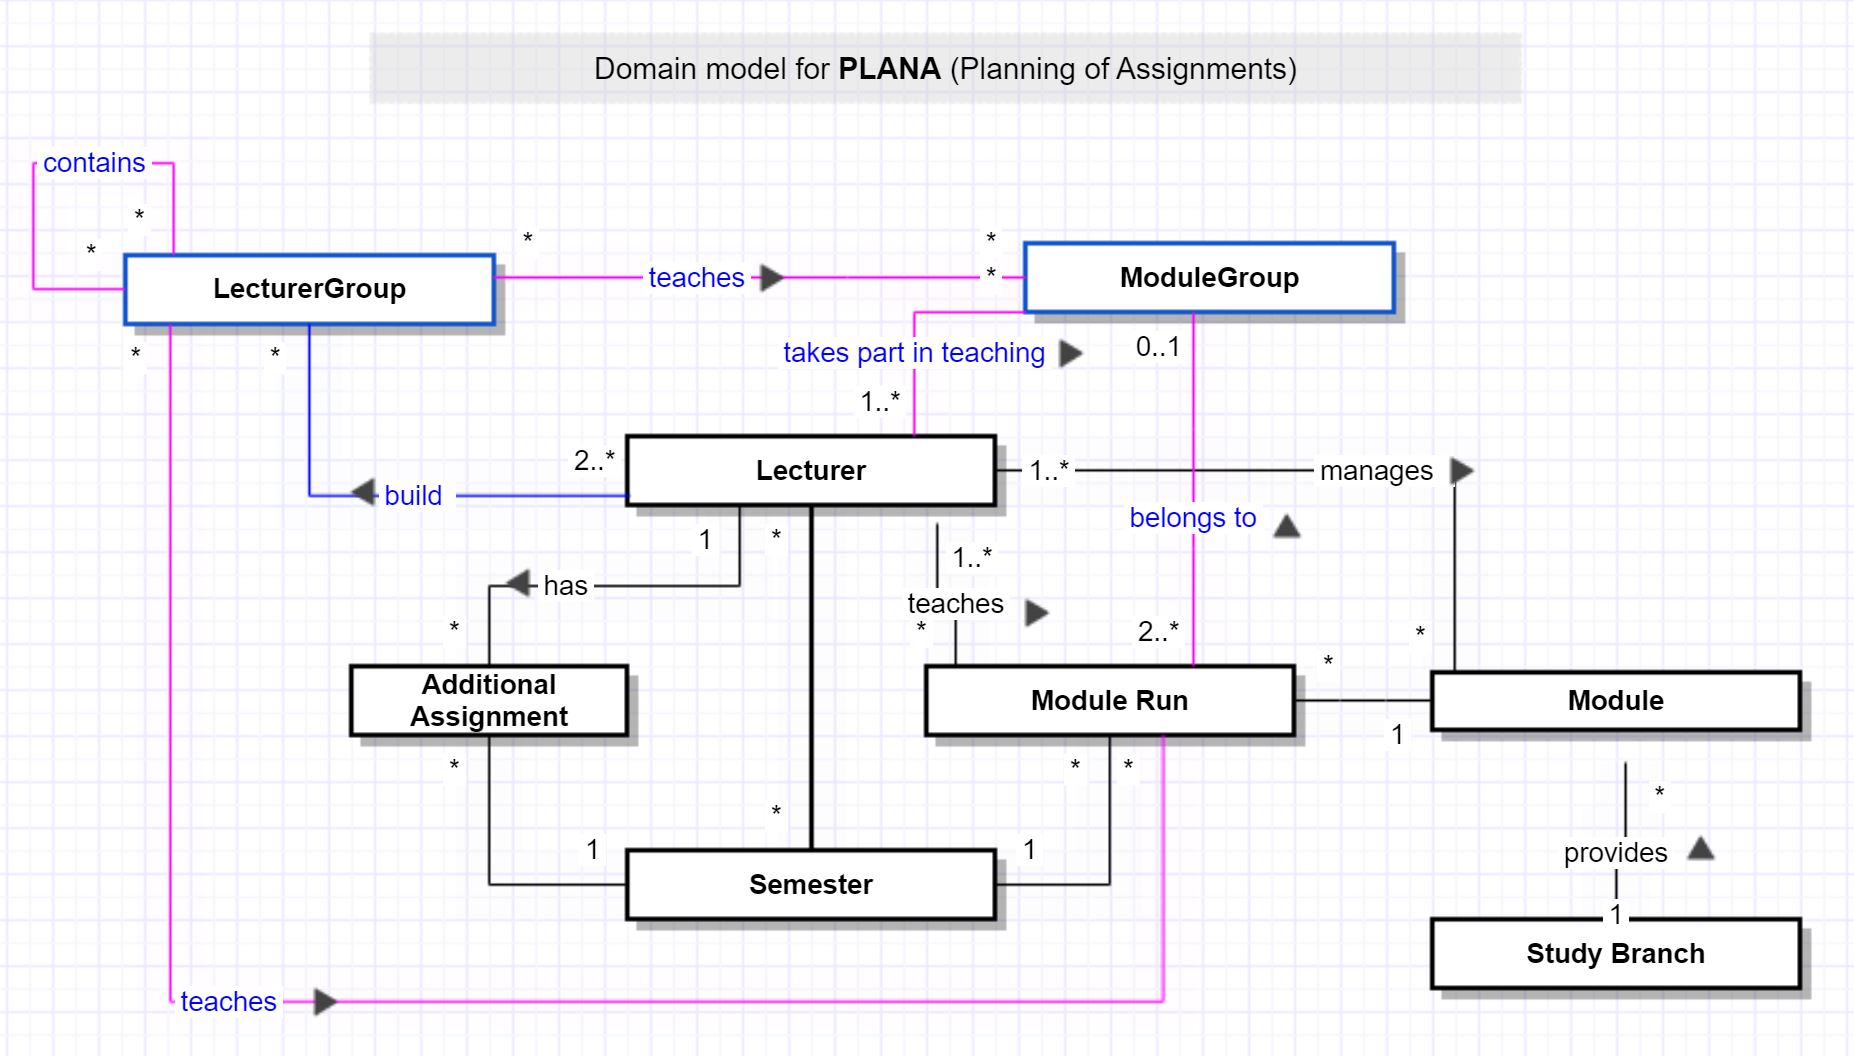 Domain model for PLANA (Planning of Assignments)
contains
*
*
LecturerGroup
*
teaches
*
*
ModuleGroup
*
*
takes part in teaching
0..1
1..*
2..*
Lecturer
1..*
manages
build
belongs to
1
*
1..*
has
teaches
*
*
2..*
*
*
Additional
Assignment
Module Run
Module
1
*
*
*
*
*
1
1
provides
Semester
1
Study Branch
teaches